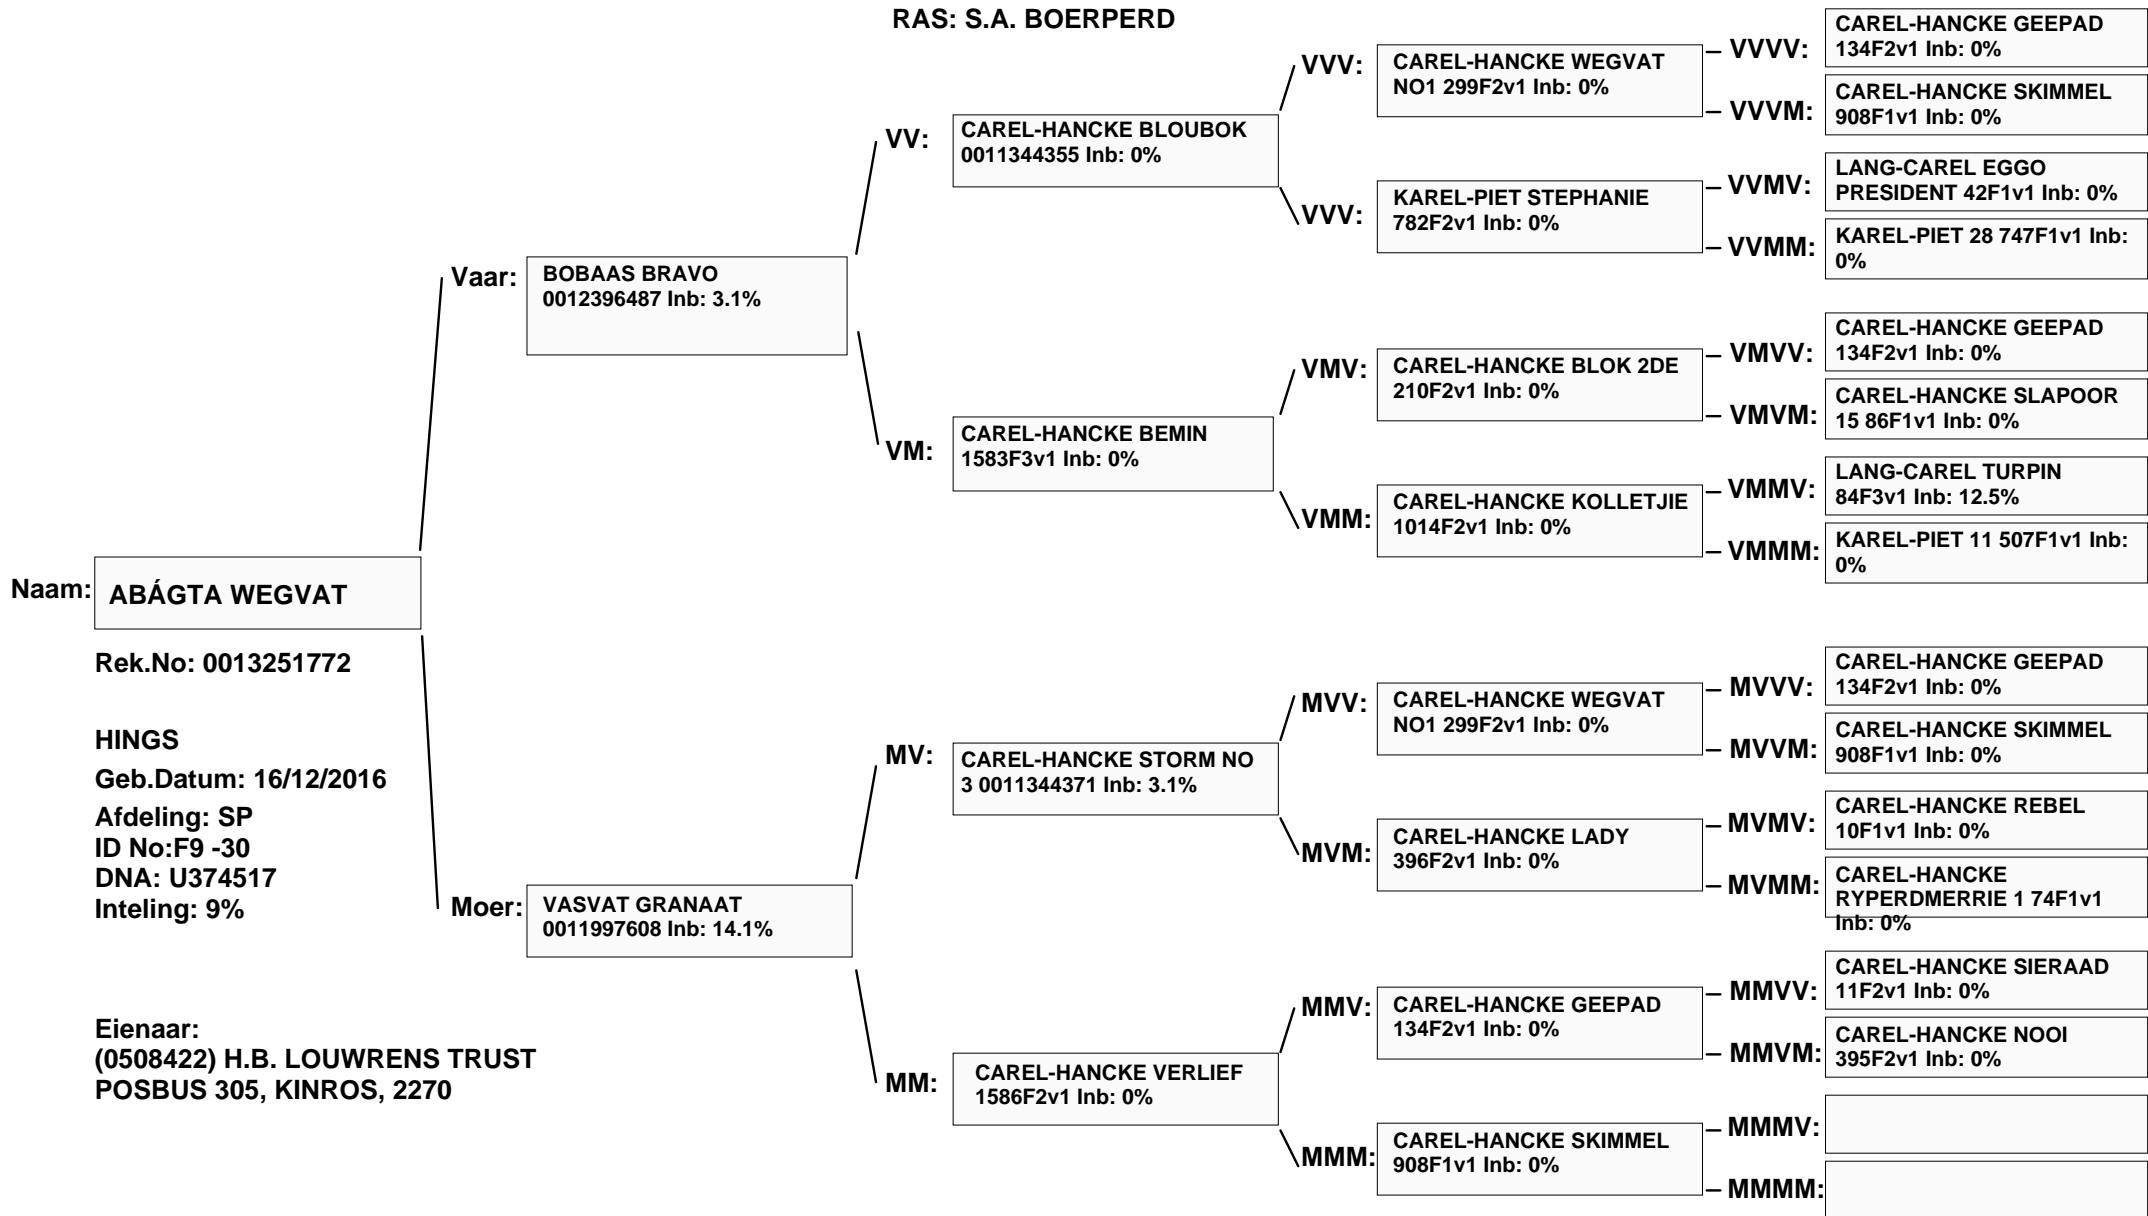 RAS: S.A. BOERPERD
Naam:
ABÁGTA WEGVAT
Rek.No: 0013251772
HINGS
Geb.Datum: 16/12/2016
Afdeling: SP
ID No:F9 -30
DNA: U374517
Inteling: 9%
Eienaar:
(0508422) H.B. LOUWRENS TRUST
POSBUS 305, KINROS, 2270
Vaar:
BOBAAS BRAVO
0012396487 Inb: 3.1%
Moer:
VASVAT GRANAAT
0011997608 Inb: 14.1%
VV:
CAREL-HANCKE BLOUBOK
0011344355 Inb: 0%
VM:
CAREL-HANCKE BEMIN
1583F3v1 Inb: 0%
MV:
CAREL-HANCKE STORM NO
3 0011344371 Inb: 3.1%
MM:
CAREL-HANCKE VERLIEF
1586F2v1 Inb: 0%
VVV:
CAREL-HANCKE WEGVAT
NO1 299F2v1 Inb: 0%
VVV:
KAREL-PIET STEPHANIE
782F2v1 Inb: 0%
VMV:
CAREL-HANCKE BLOK 2DE
210F2v1 Inb: 0%
VMM:
CAREL-HANCKE KOLLETJIE
1014F2v1 Inb: 0%
MVV:
CAREL-HANCKE WEGVAT
NO1 299F2v1 Inb: 0%
MVM:
CAREL-HANCKE LADY
396F2v1 Inb: 0%
MMV:
CAREL-HANCKE GEEPAD
134F2v1 Inb: 0%
MMM:
CAREL-HANCKE SKIMMEL
908F1v1 Inb: 0%
VVVV:
CAREL-HANCKE GEEPAD
134F2v1 Inb: 0%
VVVM:
CAREL-HANCKE SKIMMEL
908F1v1 Inb: 0%
VVMV:
LANG-CAREL EGGO
PRESIDENT 42F1v1 Inb: 0%
VVMM:
KAREL-PIET 28 747F1v1 Inb:
0%
VMVV:
CAREL-HANCKE GEEPAD
134F2v1 Inb: 0%
VMVM:
CAREL-HANCKE SLAPOOR
15 86F1v1 Inb: 0%
VMMV:
LANG-CAREL TURPIN
84F3v1 Inb: 12.5%
VMMM:
KAREL-PIET 11 507F1v1 Inb:
0%
MVVV:
CAREL-HANCKE GEEPAD
134F2v1 Inb: 0%
MVVM:
CAREL-HANCKE SKIMMEL
908F1v1 Inb: 0%
MVMV:
CAREL-HANCKE REBEL
10F1v1 Inb: 0%
MVMM:
CAREL-HANCKE
RYPERDMERRIE 1 74F1v1
Inb: 0%
MMVV:
CAREL-HANCKE SIERAAD
11F2v1 Inb: 0%
MMVM:
CAREL-HANCKE NOOI
395F2v1 Inb: 0%
MMMV:
MMMM: